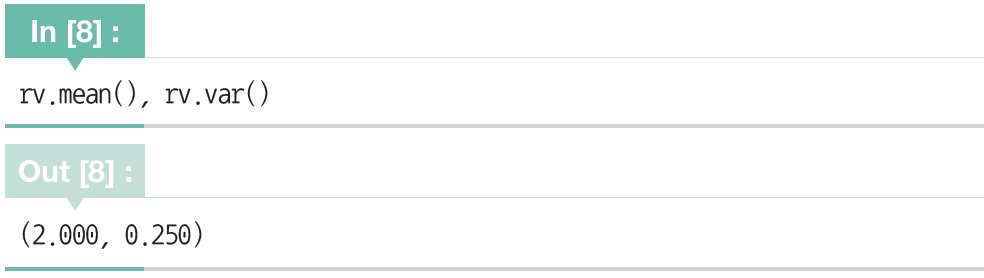 In [8] :
rv.mean(), rv.var()
Out [8] :
(2.000, 0.250)